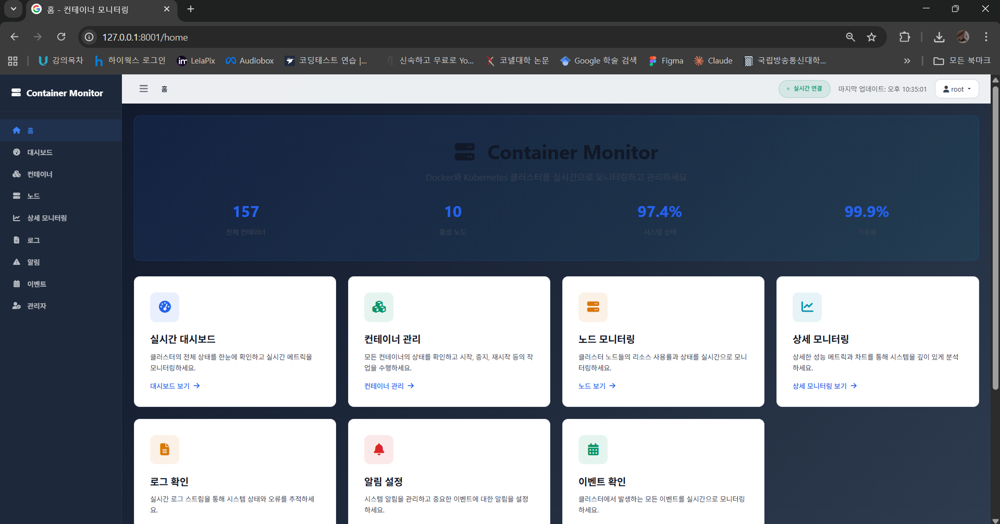 홈 - 컨테이너 모니터링
127.0.0.1:8001/home
강의목차
하이웍스 로그인
im LeiaPix
Audiobox
코딩테스트 연습 |...
신속하고 무료로 Yo...
코넬대학 논문
Google 학술 검색
Figma
Claude
국립방송통신대학...
모든 북마크
Container Monitor
홈
실시간 연결
마지막 업데이트: 오후 10:35:01
root
홈
대시보드
컨테이너
노드
상세 모니터링
로그
알림
이벤트
관리자
Container Monitor
Docker와 Kubernetes 클러스터를 실시간으로 모니터링하고 관리하세요
157
전체 컨테이너
10
활성 노드
97.4%
시스템 상태
99.9%
가동률
실시간 대시보드
클러스터의 전체 상태를 한눈에 확인하고 실시간 메트릭을
모니터링하세요.
대시보드 보기
컨테이너 관리
모든 컨테이너의 상태를 확인하고 시작, 중지, 재시작 등의 작
업을 수행하세요.
컨테이너 관리
노드 모니터링
클러스터 노드들의 리소스 사용률과 상태를 실시간으로 모니
터링하세요.
노드 보기
상세 모니터링
상세한 성능 메트릭과 차트를 통해 시스템을 깊이 있게 분석
하세요.
상세 모니터링 보기
로그 확인
실시간 로그 스트림을 통해 시스템 상태와 오류를 추적하세
요.
알림 설정
시스템 알림을 관리하고 중요한 이벤트에 대한 알림을 설정
하세요.
이벤트 확인
클러스터에서 발생하는 모든 이벤트를 실시간으로 모니터링
하세요.